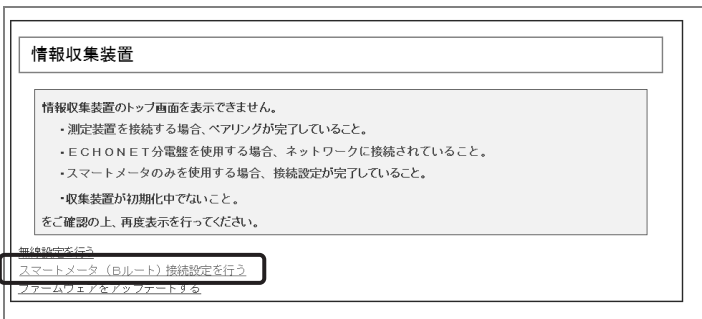 情報収集装置
情報収集装置のトップ画面を表示できません。
・測定装置を接続する場合、ペアリングが完了していること。
・ＥＣＨＯＮＥＴ分電盤を使用する場合、ネットワークに接続されていること。
・スマートメータのみを使用する場合、接続設定が完了していること。
・収集装置が初期化中でないこと。
をご確認の上、再度表示を行ってください。
無線設定を行う
スマートメータ（Ｂルート）接続設定を行う
ファームウェアをアップデートする